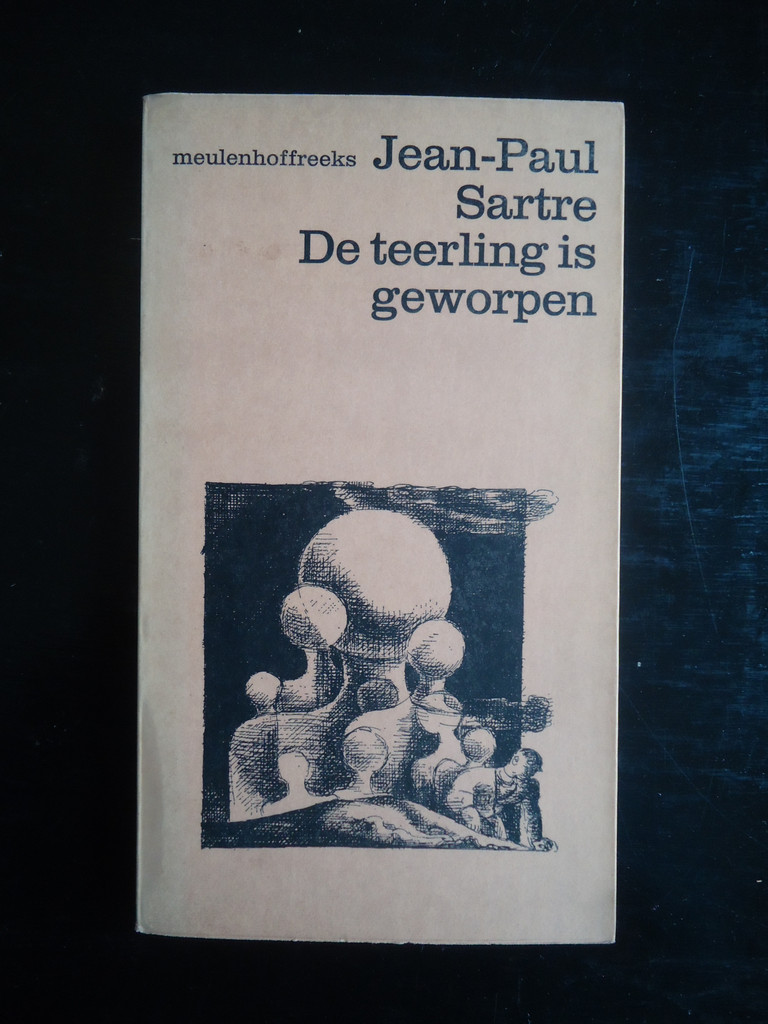 meulenhoffreeks Jean-Paul
Sartre
De teerling is
geworpen